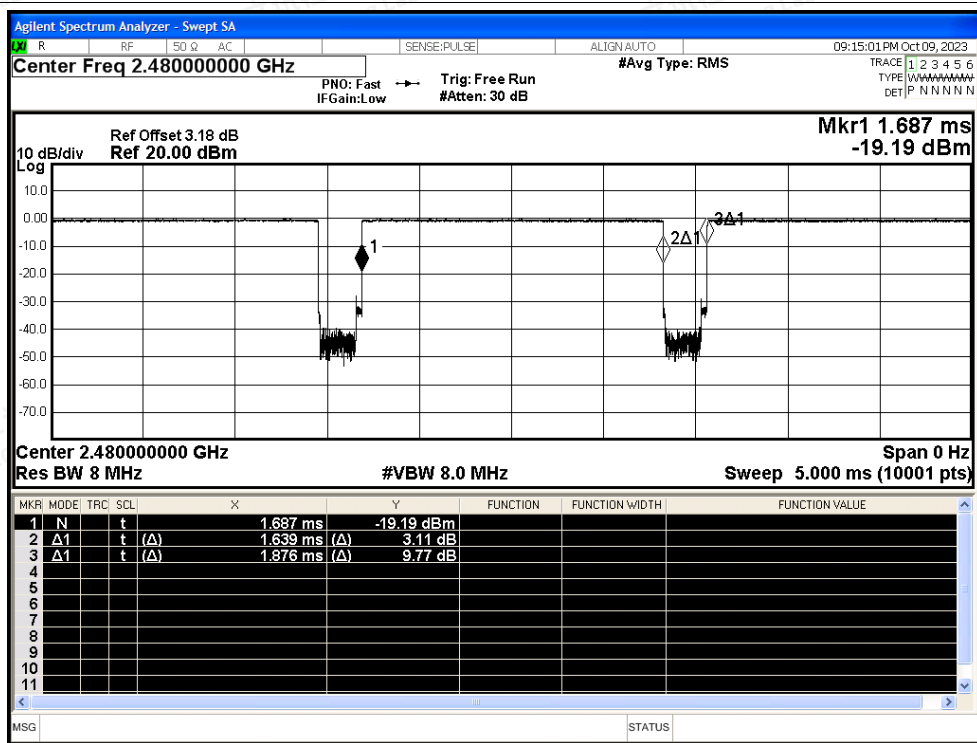 Agilent Spectrum Analyzer - Swept SA
LXI R RF 50 Ω AC SENSE:PULSE ALIGN AUTO 09:15:01 PM Oct 09, 2023
Center Freq 2.480000000 GHz #Avg Type: RMS TRACE 1 2 3 4 5 6
PNO: Fast Trig: Free Run TYPE WWWWWW
IFGain:Low #Atten: 30 dB DET P N N N N N
Mkr1 1.687 ms
Ref Offset 3.18 dB
10 dB/div Ref 20.00 dBm -19.19 dBm
Log
10.0
0.00
3Δ1
2Δ1
1
-10.0
-20.0
-30.0
-40.0
-50.0
-60.0
-70.0
Center 2.480000000 GHz Span 0 Hz
Res BW 8 MHz #VBW 8.0 MHz Sweep 5.000 ms (10001 pts)
MKR MODE TRC SCL X Y FUNCTION FUNCTION WIDTH FUNCTION VALUE
1 N t 1.687 ms -19.19 dBm
2 Δ1 t (Δ) 1.639 ms (Δ) 3.11 dB
3 Δ1 t (Δ) 1.876 ms (Δ) 9.77 dB
4
5
6
7
8
9
10
11
MSG STATUS